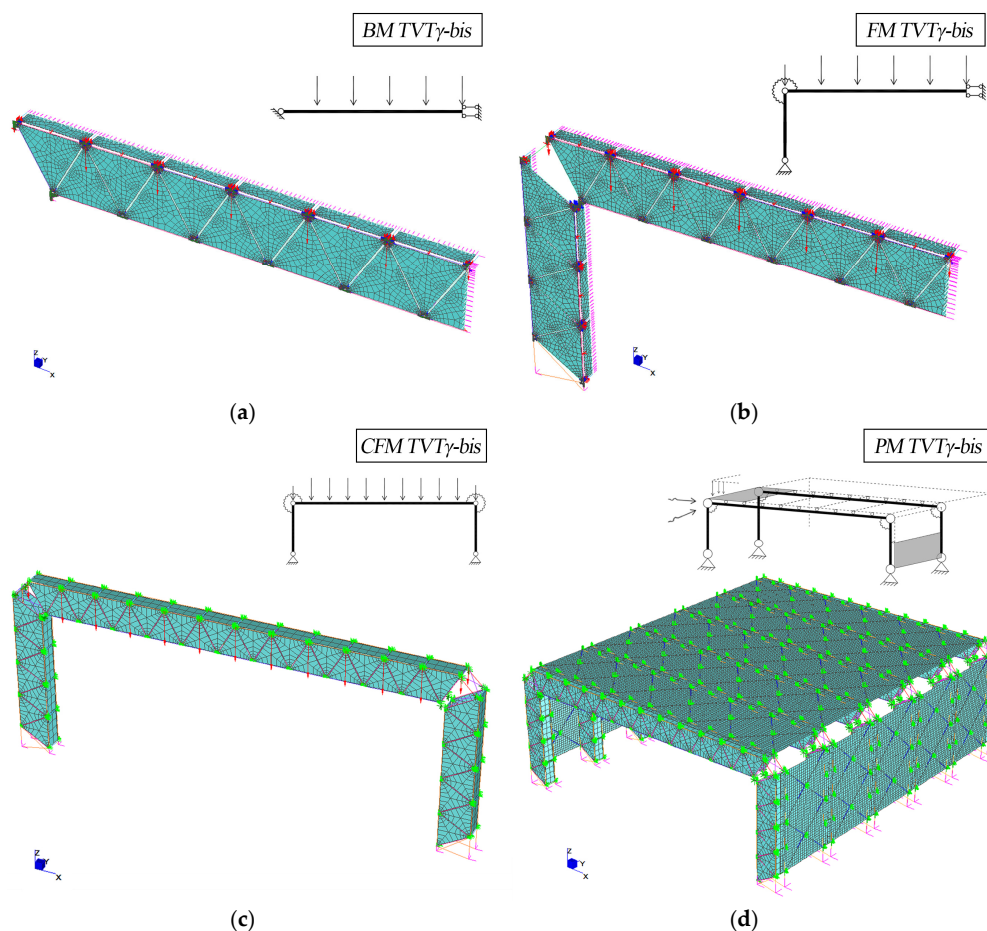 BM TVTγ-bis
FM TVTγ-bis
Z
Y
X
Z
Y
X
(a)
(b)
CFM TVTγ-bis
PM TVTγ-bis
Z
Y
X
Z
Y
X
(c)
(d)